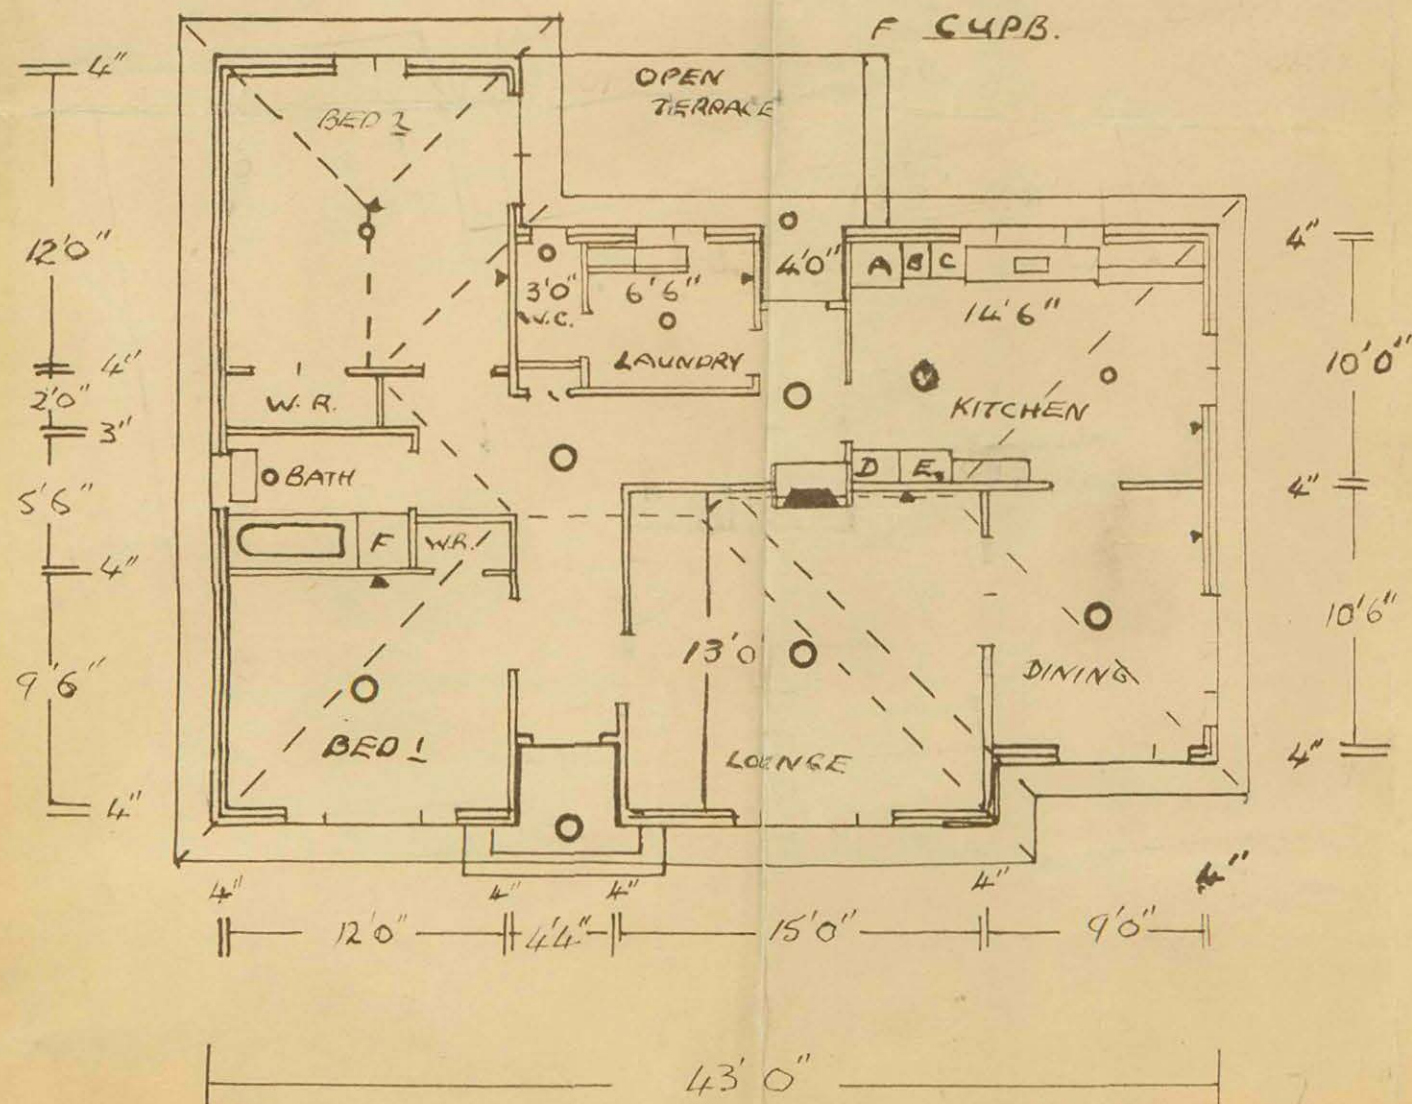 F CUPB.
4"
OPEN
TERRACE
BED 2
12'0"
4"
4'0"
A B C
3'0"
6'6"
14'6"
W.C.
LAUNDRY
10'0"
4"
2'0"
W.R.
KITCHEN
3"
BATH
D E
5'6"
4"
F
W.R.
4"
10'6"
9'6"
13'0
DINING
BED 1
LOUNGE
4"
4"
4" 4" 4" 4" 4"
12'0" 4'4" 15'0" 9'0"
43'0"